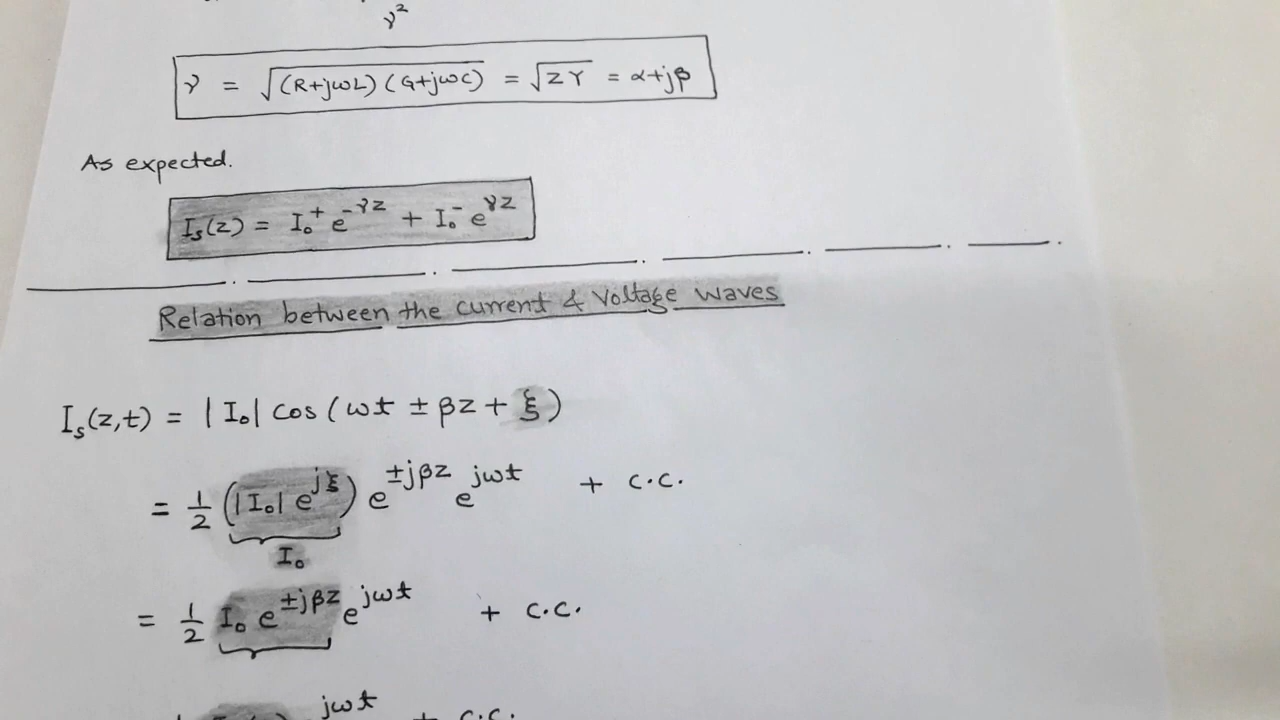 γ²
γ = √(R+jωL)(G+jωC) = √ZY = α+jβ
As expected.
Iₛ(z) = I₀⁺ e^-γz + I₀⁻ e^γz
Relation between the current & Voltage waves
Iₛ(z,t) = |I₀| cos(ωt ± βz + ξ)
= 1/2 (|I₀| e^jξ) e^±jβz e^jωt + c.c.
I₀
= 1/2 I₀ e^±jβz e^jωt + c.c.
jωt + c.c.